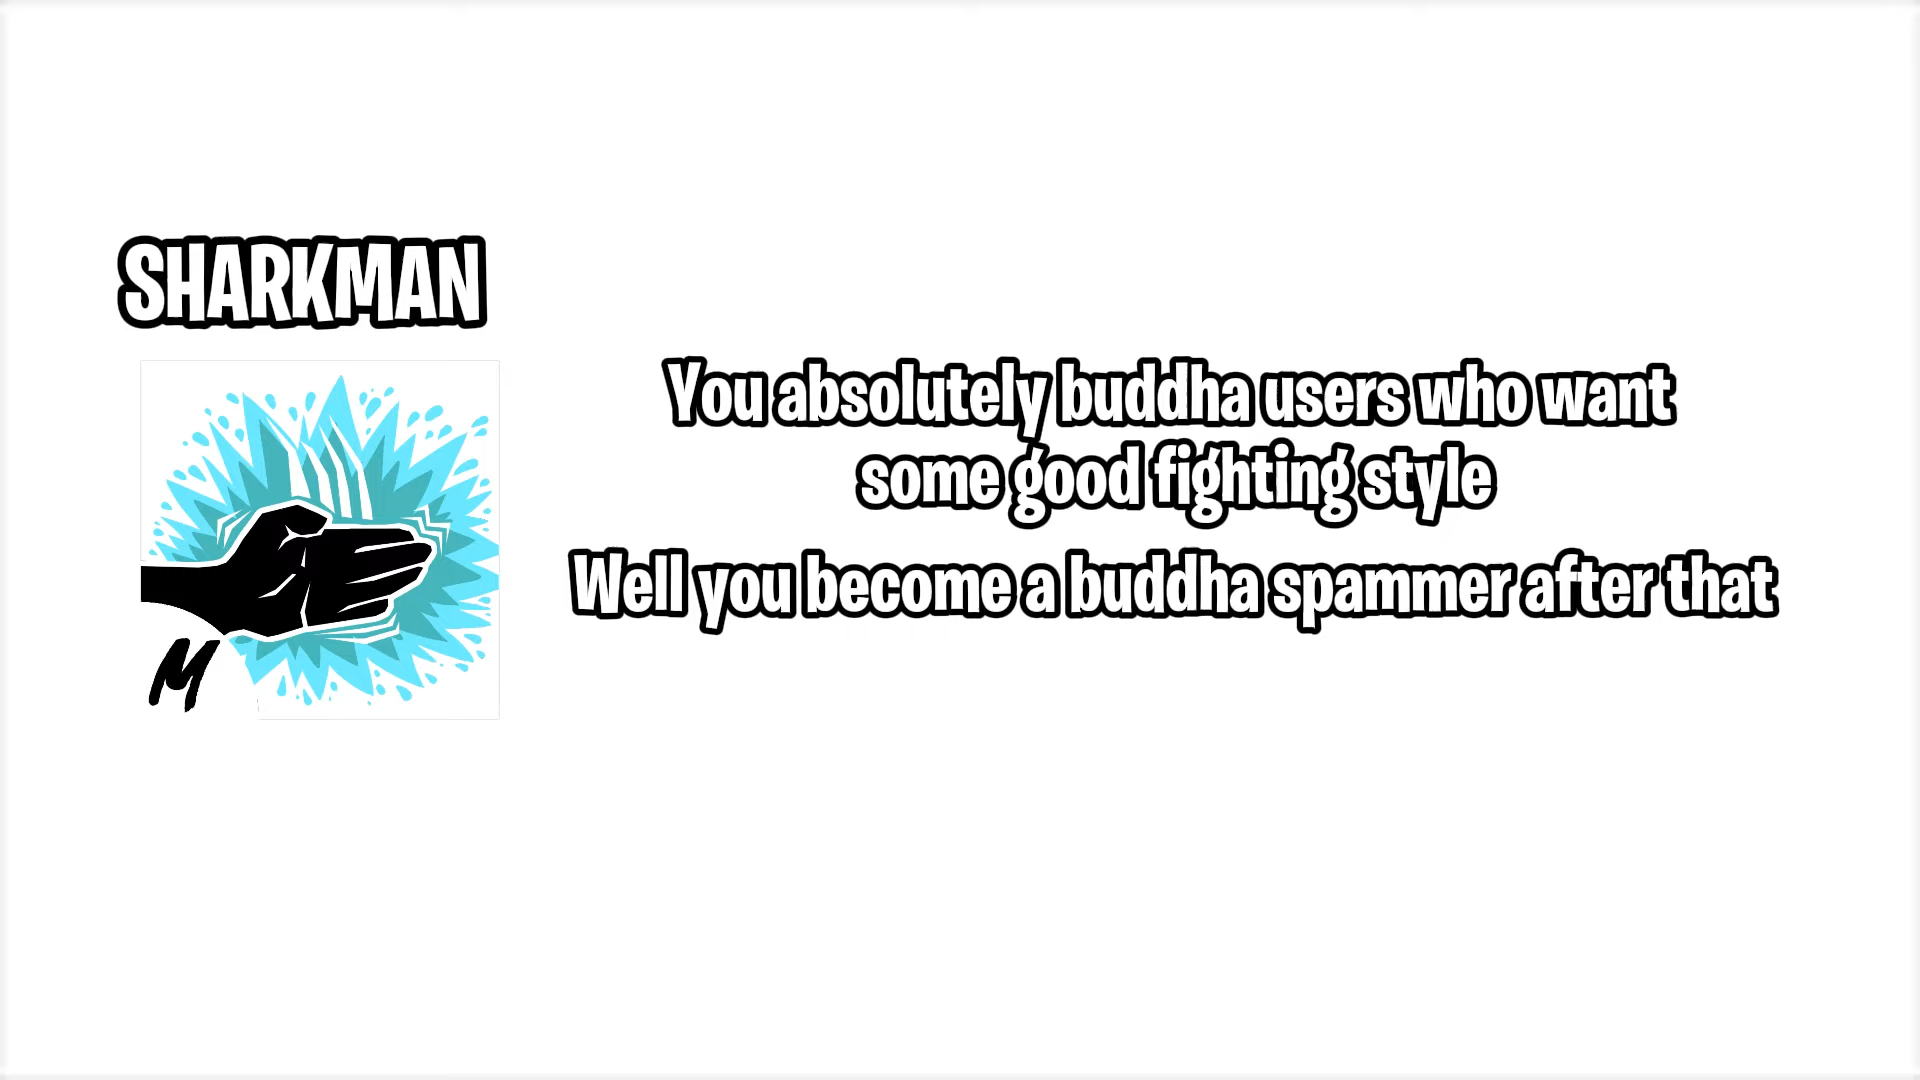 SHARKMAN
You absolutely buddha users who want
some good fighting style
Well you become a buddha spammer after that
M